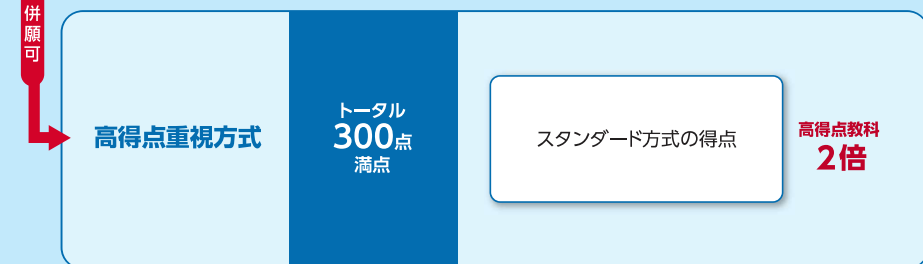 併願可
高得点重視方式
トータル
300点
満点
スタンダード方式の得点
高得点教科
2倍